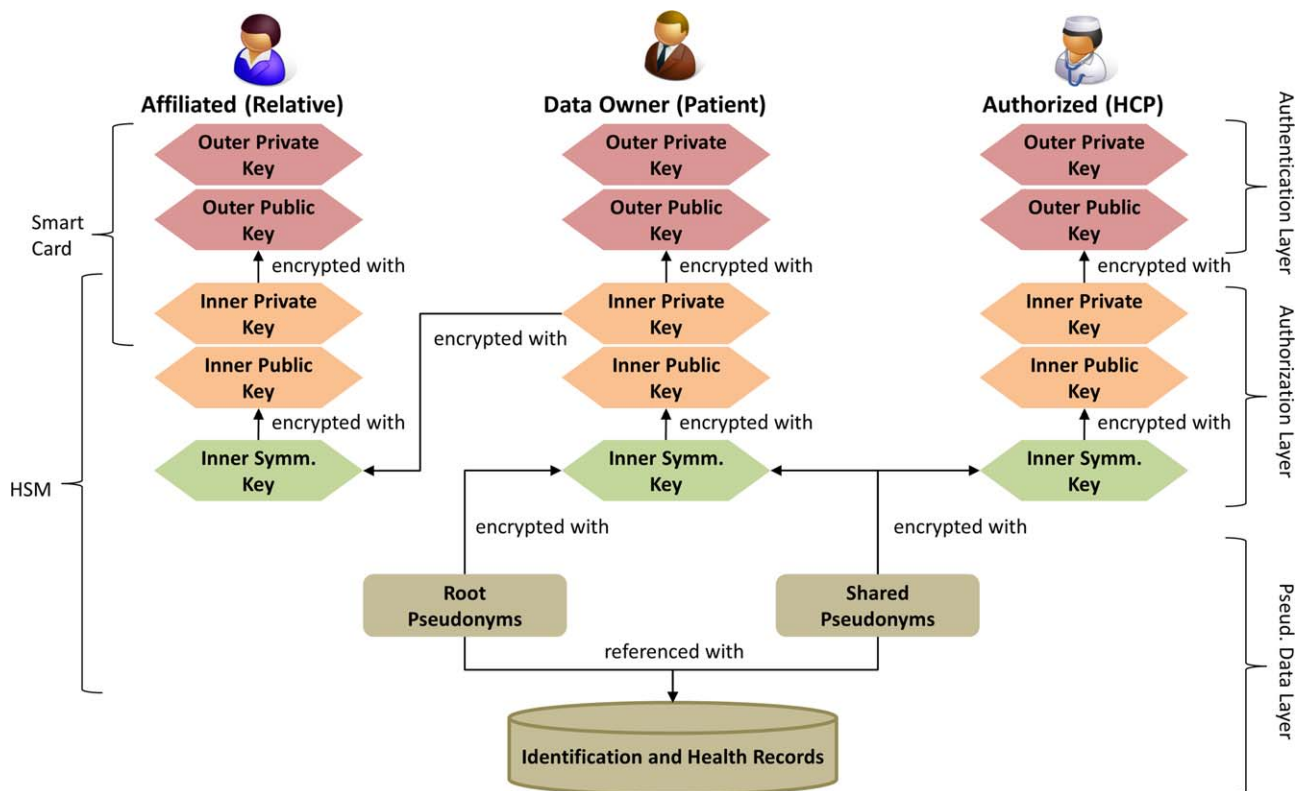 Affiliated (Relative)
Data Owner (Patient)
Authorized (HCP)
Outer Private
Key
Outer Private
Key
Outer Private
Key
Outer Public
Key
Outer Public
Key
Outer Public
Key
Smart
Card
Authentication Layer
encrypted with
encrypted with
encrypted with
Inner Private
Key
encrypted with
Inner Private
Key
Inner Private
Key
Inner Public
Key
Inner Public
Key
Inner Public
Key
Authorization Layer
encrypted with
encrypted with
encrypted with
Inner Symm.
Key
Inner Symm.
Key
Inner Symm.
Key
HSM
encrypted with
encrypted with
Root
Pseudonyms
Shared
Pseudonyms
Pseud. Data Layer
referenced with
Identification and Health Records